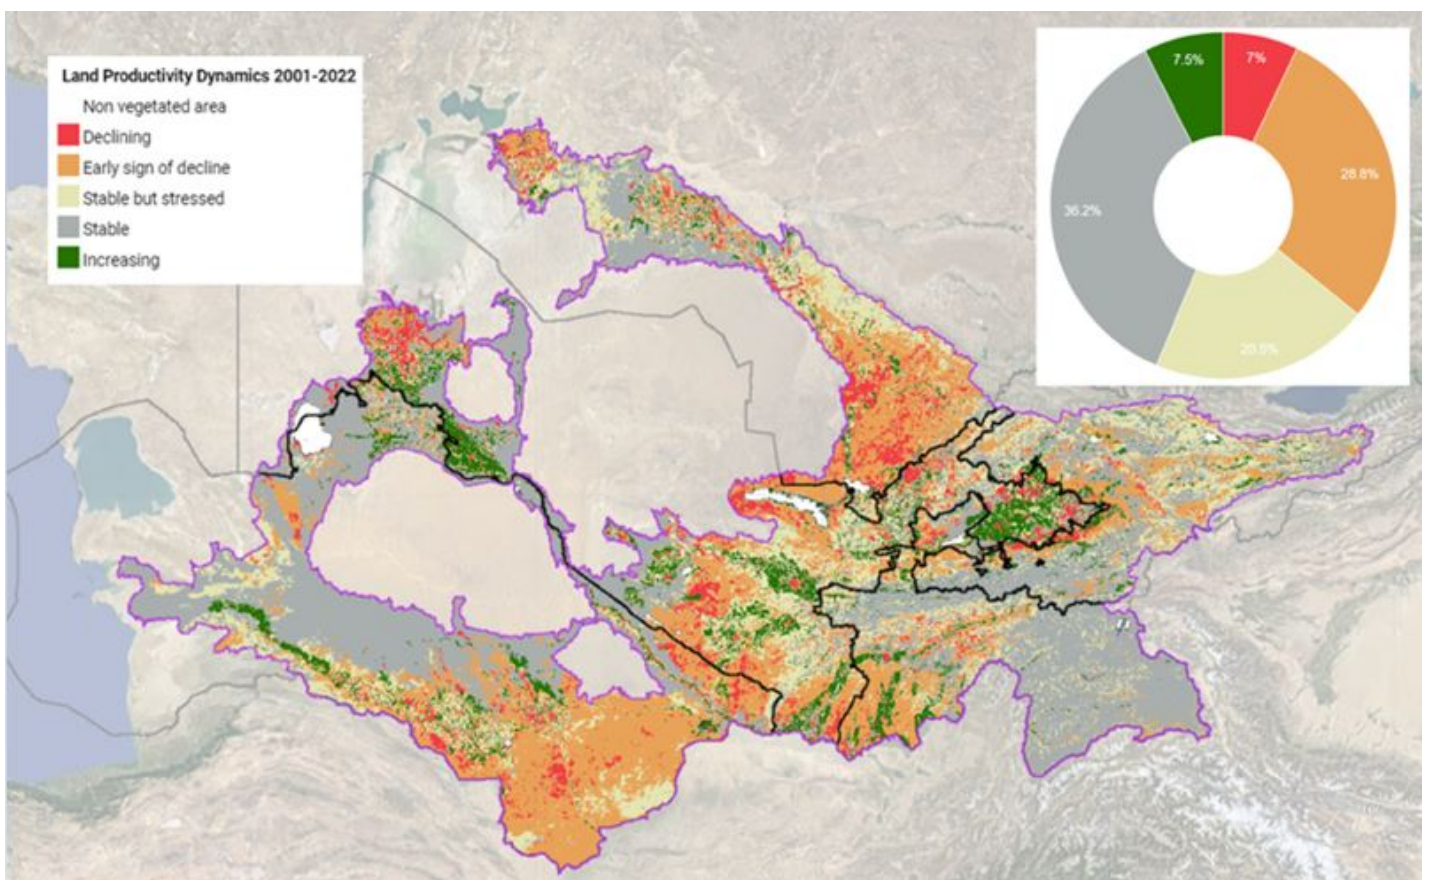 Land Productivity Dynamics 2001-2022
Non vegetated area
Declining
Early sign of decline
Stable but stressed
Stable
Increasing
7.5%
7%
28.8%
36.2%
20.5%